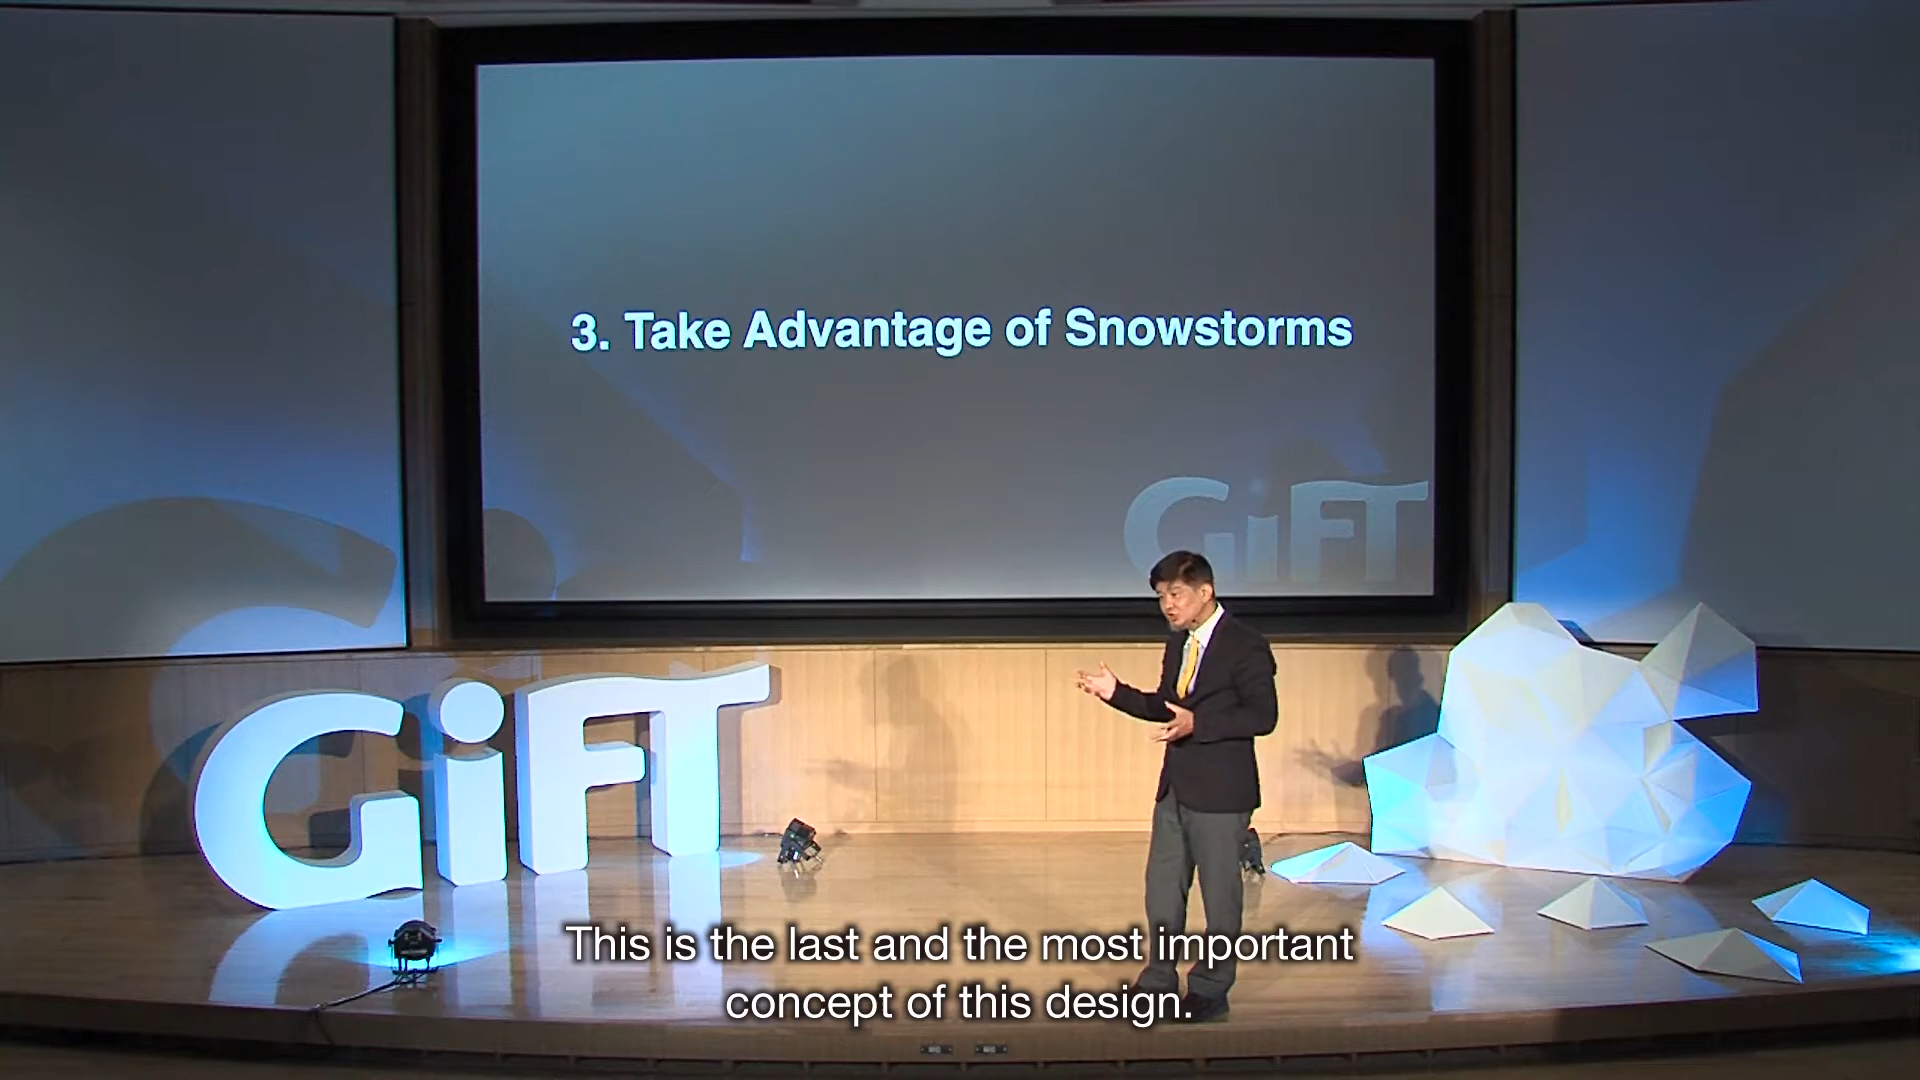 3. Take Advantage of Snowstorms
GiFT
GiFT
This is the last and the most important
concept of this design.